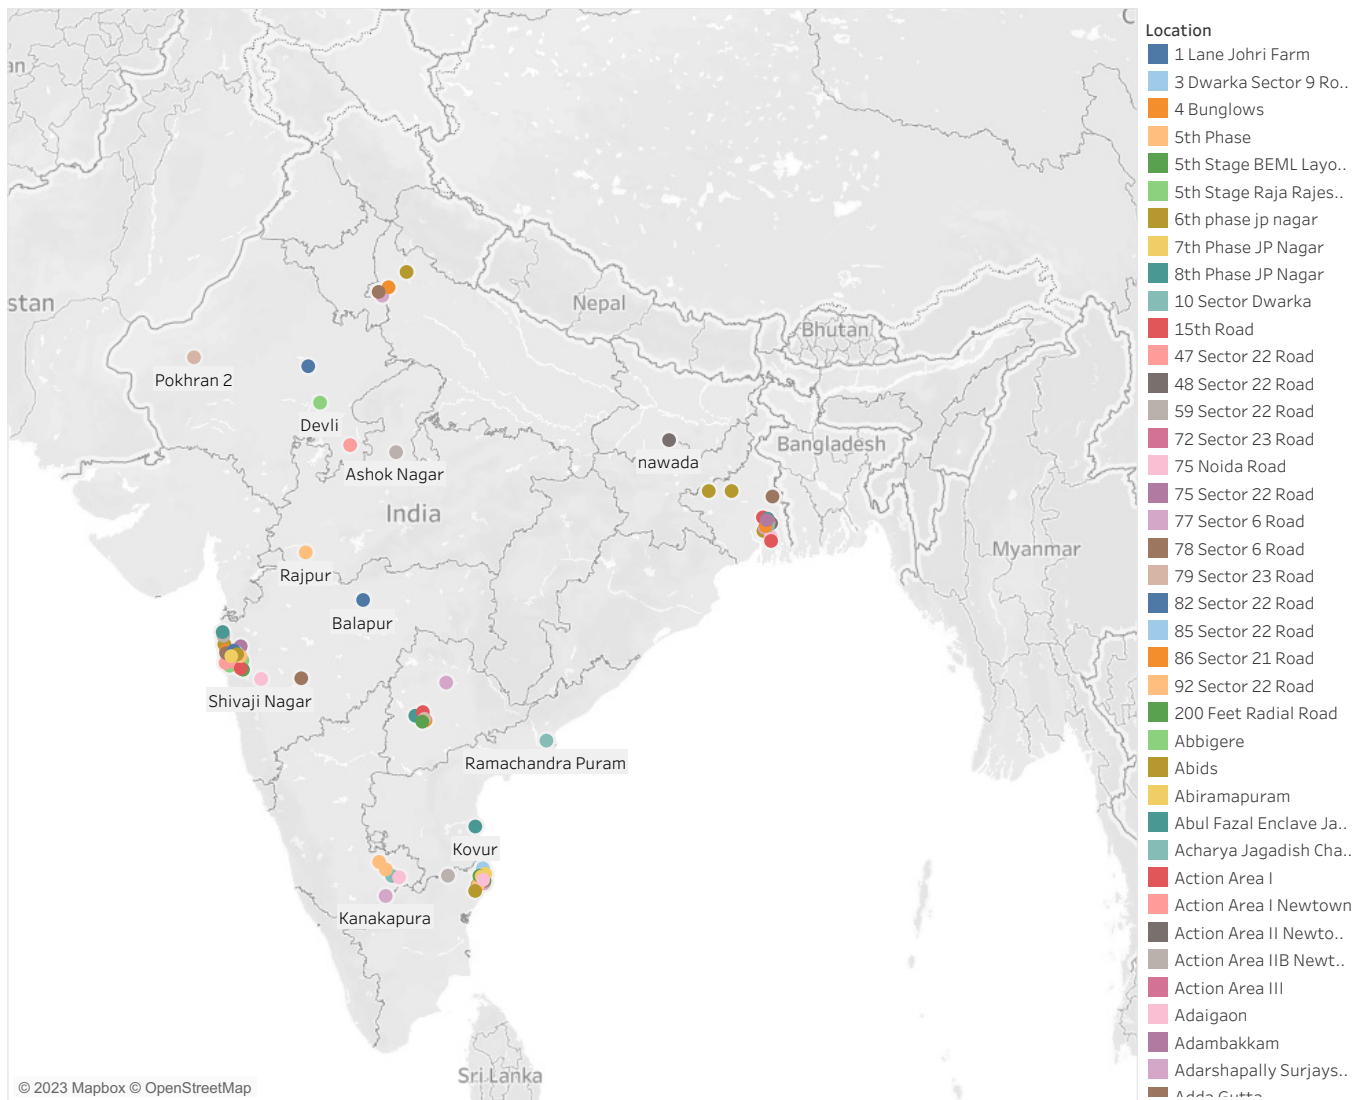 an
C
stan
Nepal
Bhutan
Pokhran 2
Devli
Ashok Nagar
nawada
Bangladesh
India
Myanmar
Rajpur
Balapur
Shivaji Nagar
Ramachandra Puram
Kovur
Kanakapura
Sri Lanka
© 2023 Mapbox © OpenStreetMap
Location
1 Lane Johri Farm
3 Dwarka Sector 9 Ro..
4 Bunglows
5th Phase
5th Stage BEML Layo..
5th Stage Raja Rajes..
6th phase jp nagar
7th Phase JP Nagar
8th Phase JP Nagar
10 Sector Dwarka
15th Road
47 Sector 22 Road
48 Sector 22 Road
59 Sector 22 Road
72 Sector 23 Road
75 Noida Road
75 Sector 22 Road
77 Sector 6 Road
78 Sector 6 Road
79 Sector 23 Road
82 Sector 22 Road
85 Sector 22 Road
86 Sector 21 Road
92 Sector 22 Road
200 Feet Radial Road
Abbigere
Abids
Abiramapuram
Abul Fazal Enclave Ja..
Acharya Jagadish Cha..
Action Area I
Action Area I Newtown
Action Area II Newto..
Action Area IIB Newt..
Action Area III
Adaigaon
Adambakkam
Adarshapally Surjays..
Adda Gutta